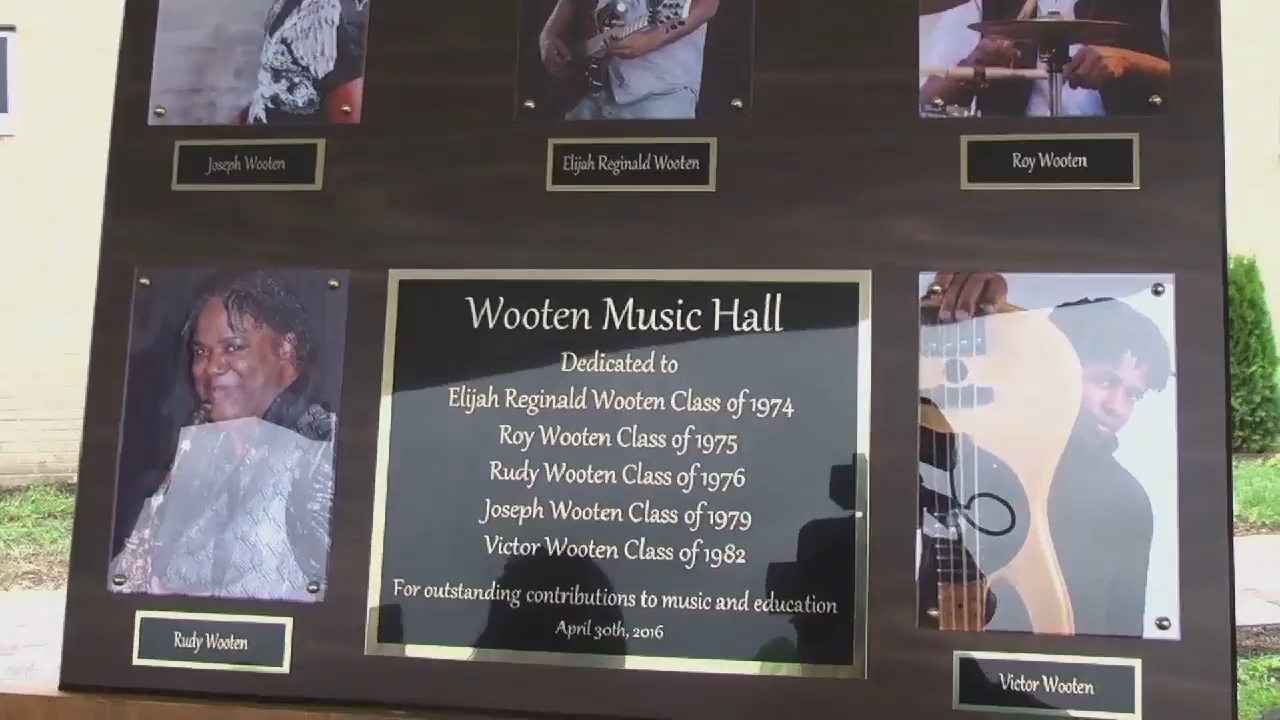 Joseph Wooten
Elijah Reginald Wooten
Roy Wooten
Wooten Music Hall
Dedicated to
Elijah Reginald Wooten Class of 1974
Roy Wooten Class of 1975
Rudy Wooten Class of 1976
Joseph Wooten Class of 1979
Victor Wooten Class of 1982
For outstanding contributions to music and education
April 30th, 2016
Rudy Wooten
Victor Wooten